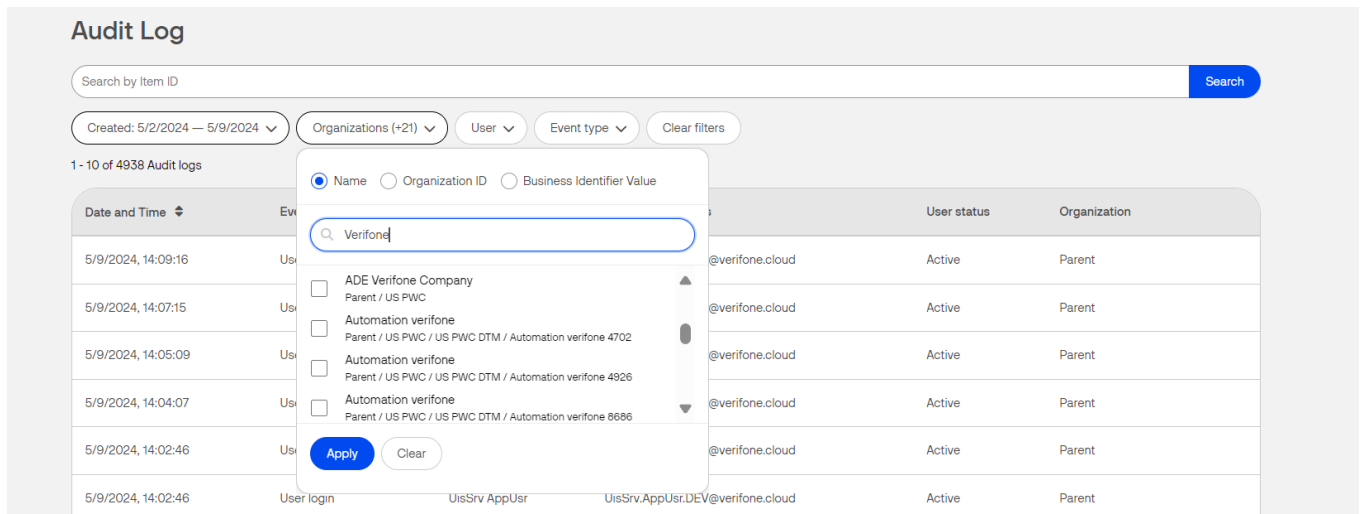 Audit Log
Search by Item ID
Search
Created: 5/2/2024 — 5/9/2024
Organizations (+21)
User
Event type
Clear filters
1 - 10 of 4938 Audit logs
Name
Organization ID
Business Identifier Value
Verifone
ADE Verifone Company
Parent / US PWC
Automation verifone
Parent / US PWC / US PWC DTM / Automation verifone 4702
Automation verifone
Parent / US PWC / US PWC DTM / Automation verifone 4926
Automation verifone
Parent / US PWC / US PWC DTM / Automation verifone 8686
Apply
Clear
Date and Time User status Organization
5/9/2024, 14:09:16 @verifone.cloud Active Parent
5/9/2024, 14:07:15 @verifone.cloud Active Parent
5/9/2024, 14:05:09 @verifone.cloud Active Parent
5/9/2024, 14:04:07 @verifone.cloud Active Parent
5/9/2024, 14:02:46 @verifone.cloud Active Parent
5/9/2024, 14:02:46 User login UisSrv AppUsr UisSrv.AppUsr.DEV@verifone.cloud Active Parent